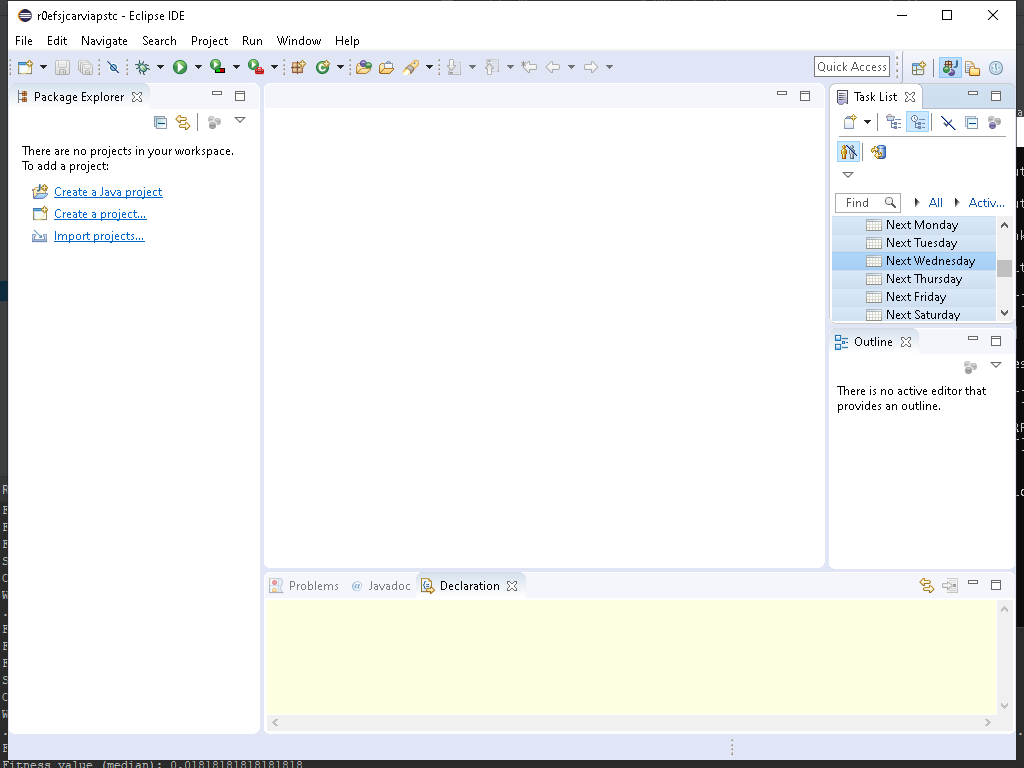 r0efsjcarviapstc - Eclipse IDE
File Edit Navigate Search Project Run Window Help
Quick Access
Package Explorer
There are no projects in your workspace.
To add a project:
Create a Java project
Create a project...
Import projects...
Task List
Find
All
Activ...
Next Monday
Next Tuesday
Next Wednesday
Next Thursday
Next Friday
Next Saturday
Outline
There is no active editor that
provides an outline.
Problems
@ Javadoc
Declaration
Fitness value (median): 0.01818181818181818